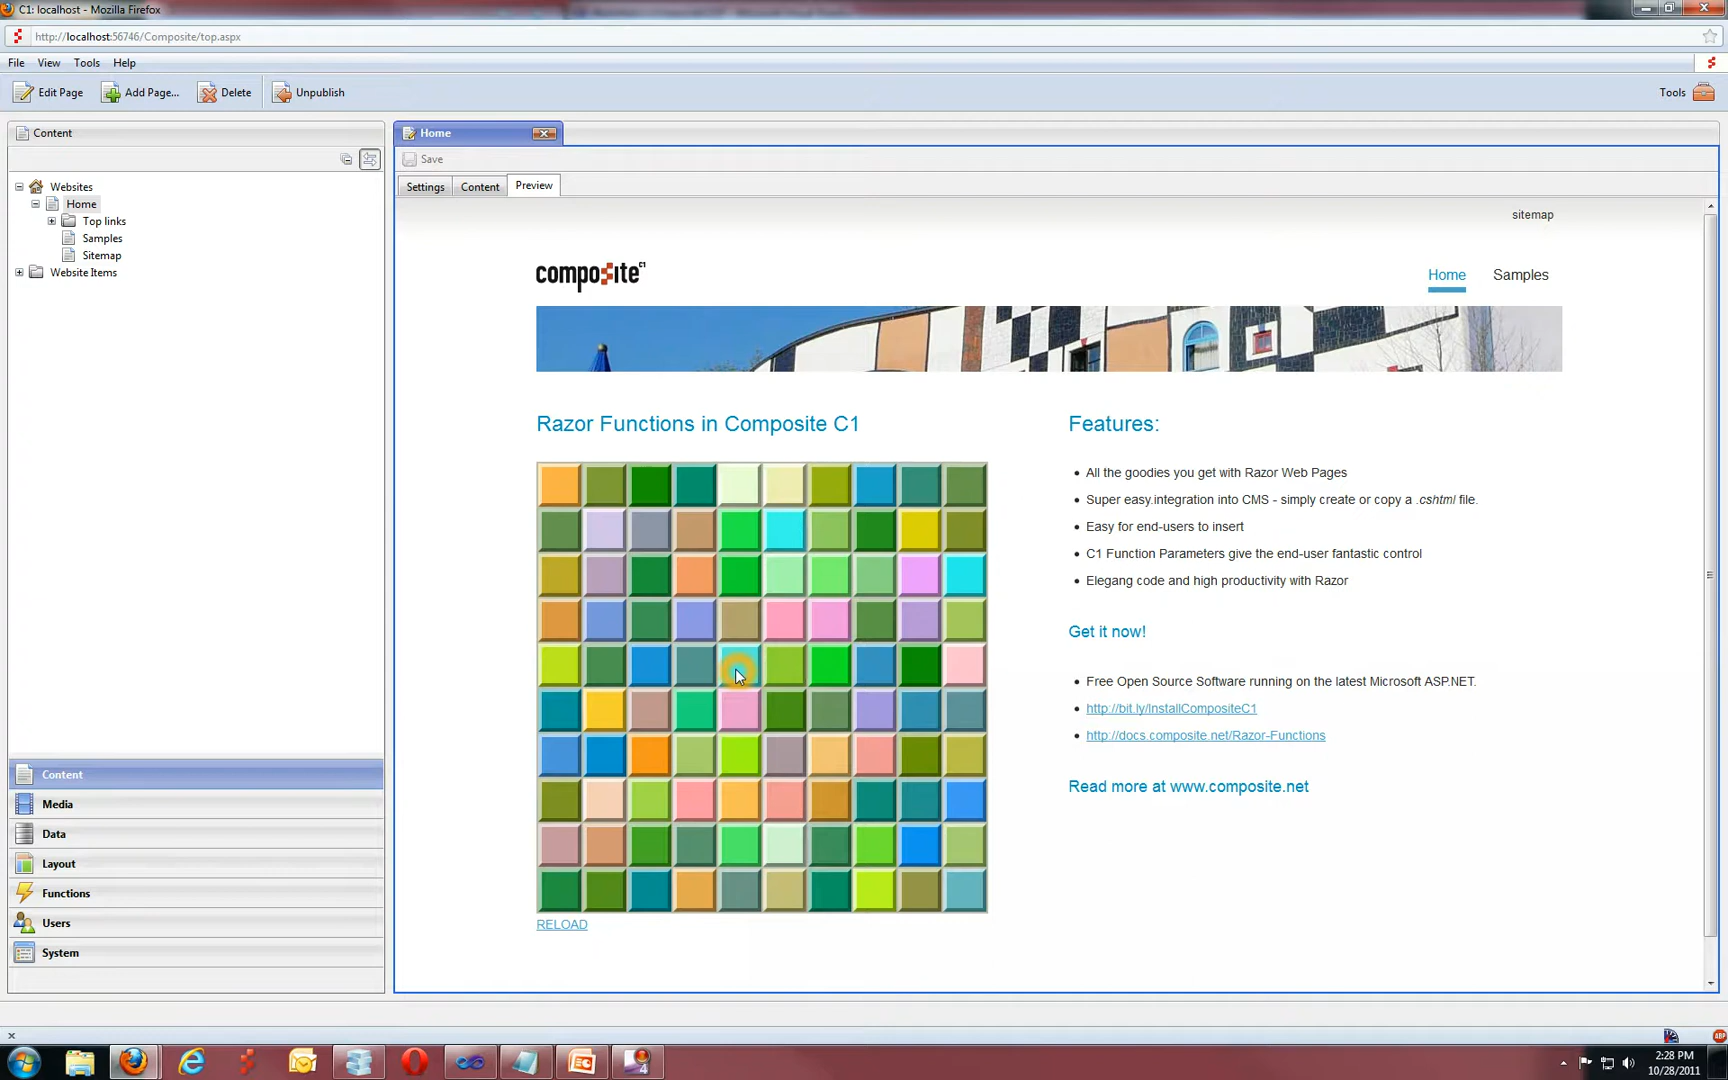 C1: localhost - Mozilla Firefox
http://localhost:56746/Composite/top.aspx
File View Tools Help
Edit Page Add Page... Delete Unpublish Tools
Content
Home
Save
Settings Content Preview
Websites
Home
Top links
Samples
Sitemap
Website Items
sitemap
composite C1
Home Samples
Razor Functions in Composite C1
RELOAD
Features:
All the goodies you get with Razor Web Pages
Super easy.integration into CMS - simply create or copy a .cshtml file.
Easy for end-users to insert
C1 Function Parameters give the end-user fantastic control
Elegang code and high productivity with Razor
Get it now!
Free Open Source Software running on the latest Microsoft ASP.NET.
http://bit.ly/InstallCompositeC1
http://docs.composite.net/Razor-Functions
Read more at www.composite.net
Content
Media
Data
Layout
Functions
Users
System
ABP
4
2:28 PM
10/28/2011